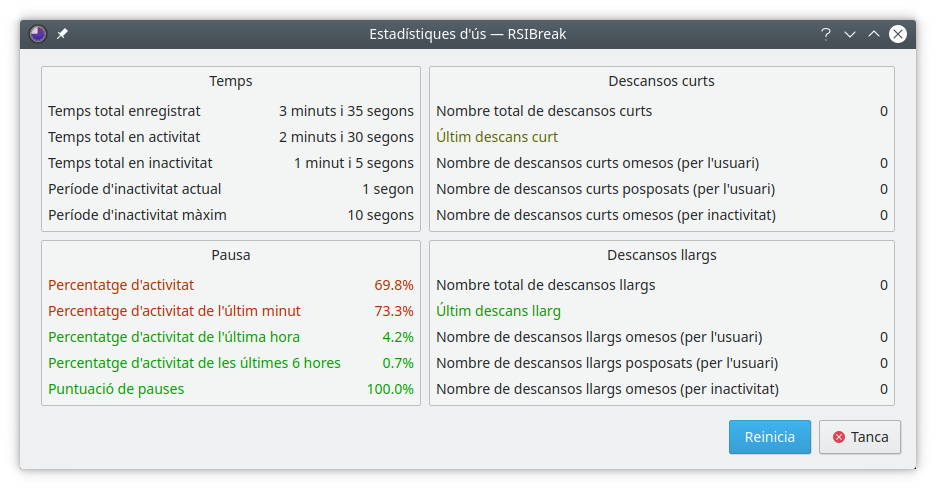 Estadístiques d'ús — RSIBreak
Temps
Temps total enregistrat 3 minuts i 35 segons
Temps total en activitat 2 minuts i 30 segons
Temps total en inactivitat 1 minut i 5 segons
Període d'inactivitat actual 1 segon
Període d'inactivitat màxim 10 segons
Descansos curts
Nombre total de descansos curts 0
Últim descans curt
Nombre de descansos curts omesos (per l'usuari) 0
Nombre de descansos curts posposats (per l'usuari) 0
Nombre de descansos curts omesos (per inactivitat) 0
Pausa
Percentatge d'activitat 69.8%
Percentatge d'activitat de l'últim minut 73.3%
Percentatge d'activitat de l'última hora 4.2%
Percentatge d'activitat de les últimes 6 hores 0.7%
Puntuació de pauses 100.0%
Descansos llargs
Nombre total de descansos llargs 0
Últim descans llarg
Nombre de descansos llargs omesos (per l'usuari) 0
Nombre de descansos llargs posposats (per l'usuari) 0
Nombre de descansos llargs omesos (per inactivitat) 0
Reinicia Tanca